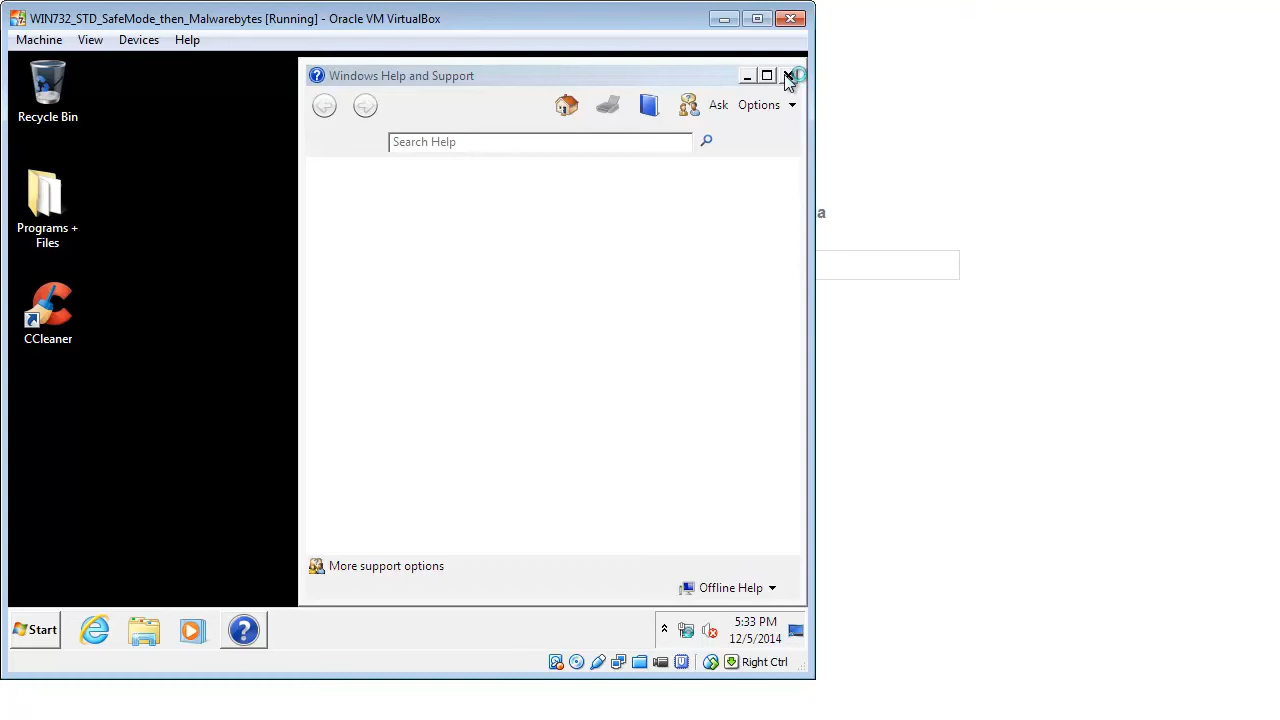 WIN732_STD_SafeMode_then_Malwarebytes [Running] - Oracle VM VirtualBox
Machine View Devices Help
Recycle Bin
Programs +
Files
CCleaner
Windows Help and Support
Ask Options
Search Help
More support options
Offline Help
a
Start
5:33 PM
12/5/2014
Right Ctrl